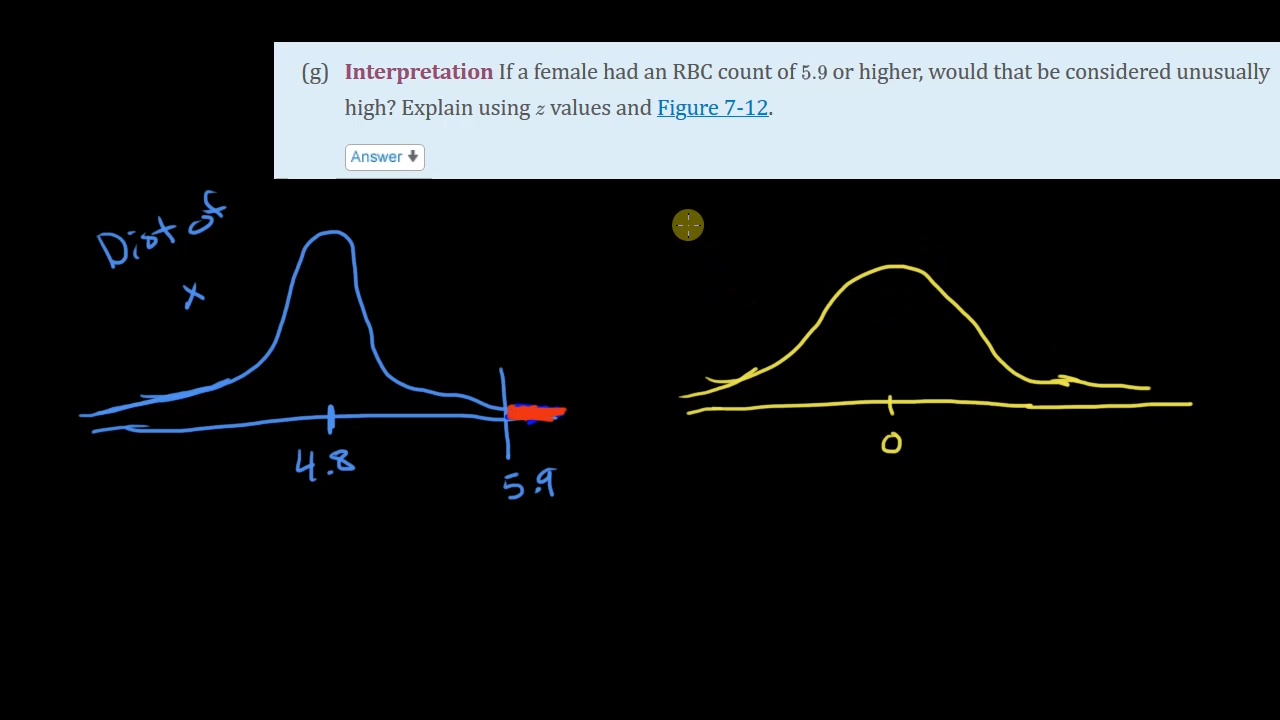 (g) Interpretation If a female had an RBC count of 5.9 or higher, would that be considered unusually
high? Explain using z values and Figure 7-12.
Answer
Dist of
x
4.8
5.9
0